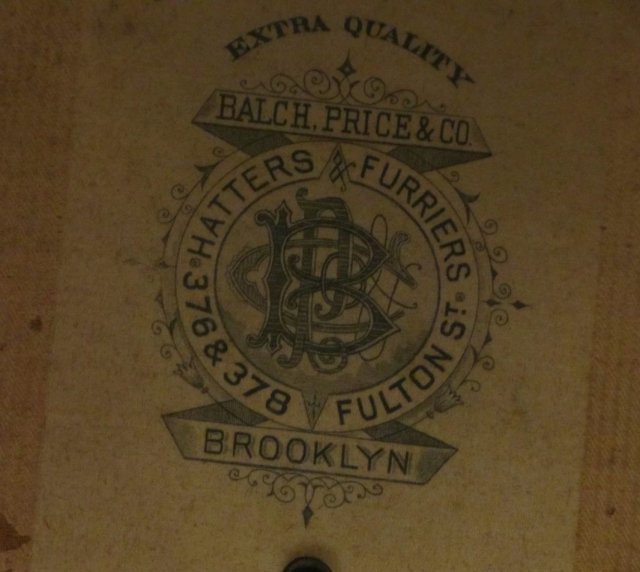 EXTRA QUALITY
BALCH, PRICE & CO.
HATTERS & FURRIERS
376 & 378 FULTON ST.
BROOKLYN